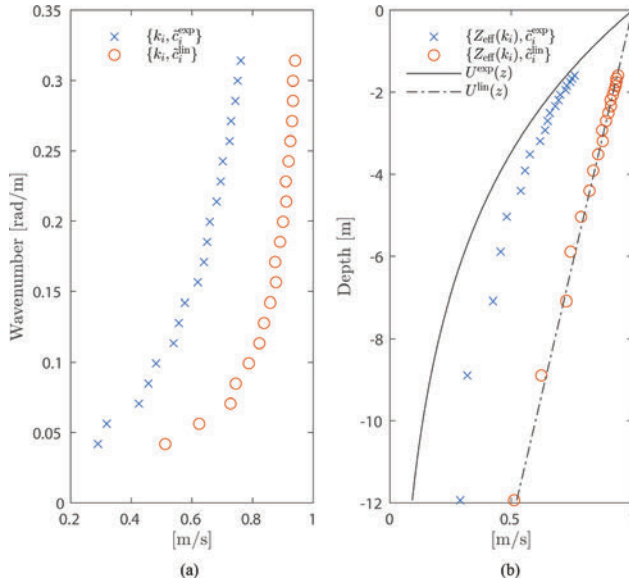 {k_i, c̃_i^exp}
{k_i, c̃_i^lin}
0.35
0.3
0.25
0.2
0.15
0.1
0.05
0
Wavenumber [rad/m]
0.2 0.4 0.6 0.8 1
[m/s]
(a)
{Z_eff(k_i), c̃_i^exp}
{Z_eff(k_i), c̃_i^lin}
U^exp(z)
U^lin(z)
0
-2
-4
-6
-8
-10
-12
Depth [m]
0 0.5
[m/s]
(b)